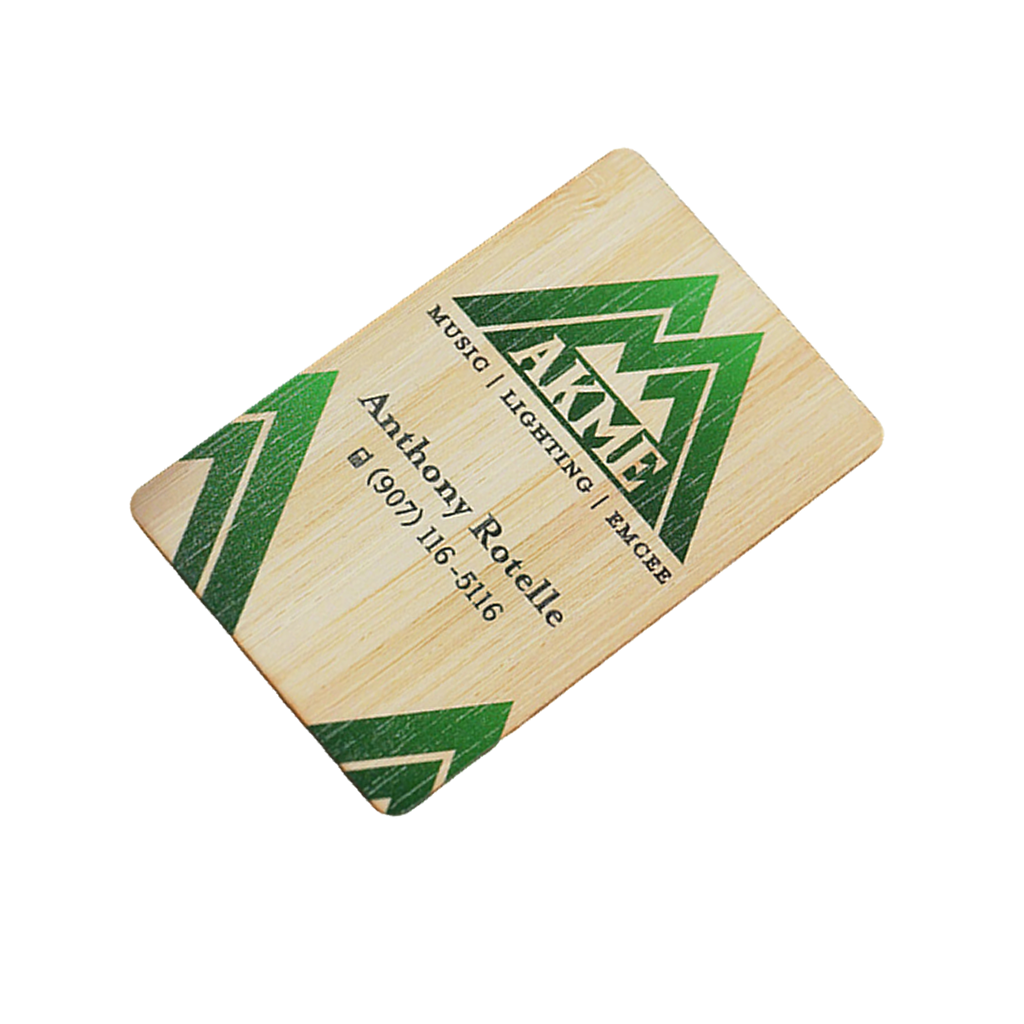 AKME
MUSIC | LIGHTING | EMCEE
Anthony Rotelle
(907) 116-5116